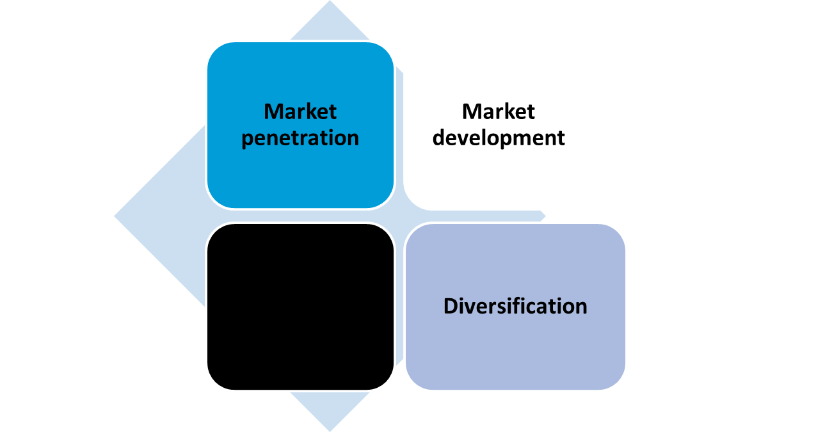 Market
penetration
Market
development
Diversification